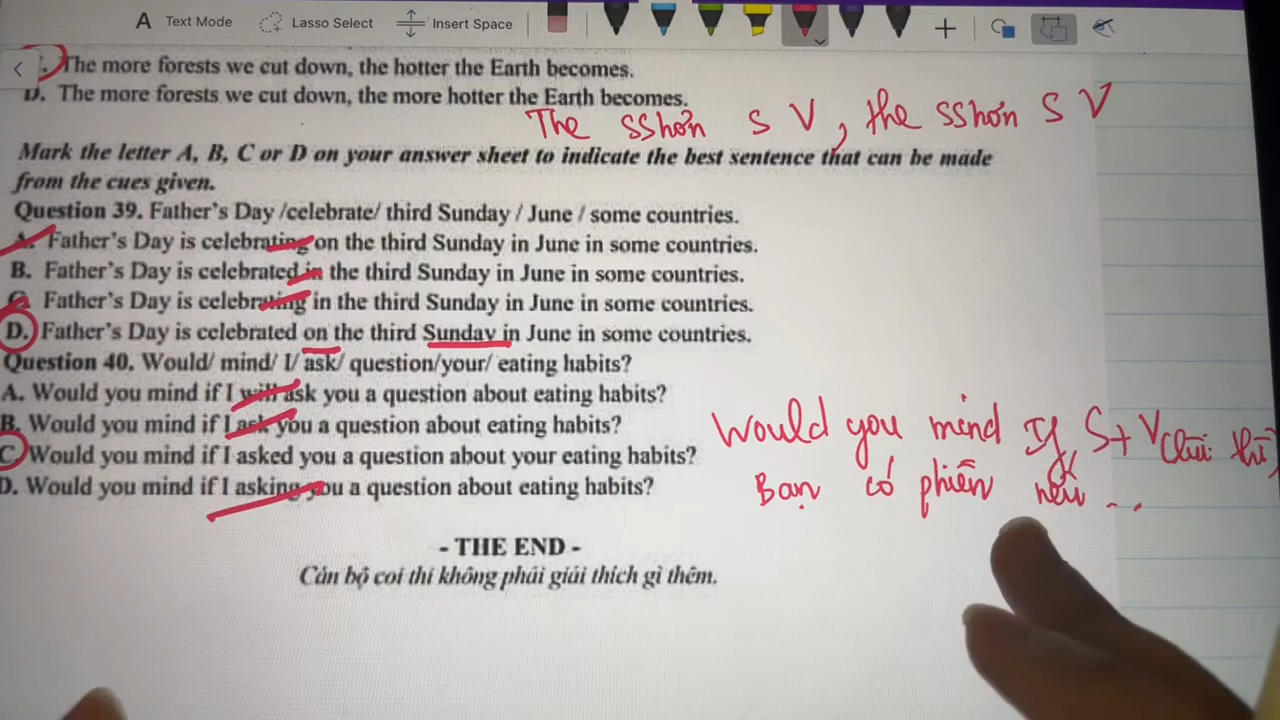 A Text Mode Lasso Select Insert Space
The more forests we cut down, the hotter the Earth becomes.
D. The more forests we cut down, the more hotter the Earth becomes.
The sshơn S V, the sshơn S V
Mark the letter A, B, C or D on your answer sheet to indicate the best sentence that can be made
from the cues given.
Question 39. Father's Day /celebrate/ third Sunday / June / some countries.
A. Father's Day is celebrating on the third Sunday in June in some countries.
B. Father's Day is celebrated in the third Sunday in June in some countries.
C. Father's Day is celebrating in the third Sunday in June in some countries.
D. Father's Day is celebrated on the third Sunday in June in some countries.
Question 40. Would/ mind/ I/ ask/ question/your/ eating habits?
A. Would you mind if I will ask you a question about eating habits?
B. Would you mind if I ask you a question about eating habits?
C. Would you mind if I asked you a question about your eating habits?
D. Would you mind if I asking you a question about eating habits?
Would you mind If S+ V
Bạn có phiền nếu ...
- THE END -
Cán bộ coi thi không phải giải thích gì thêm.